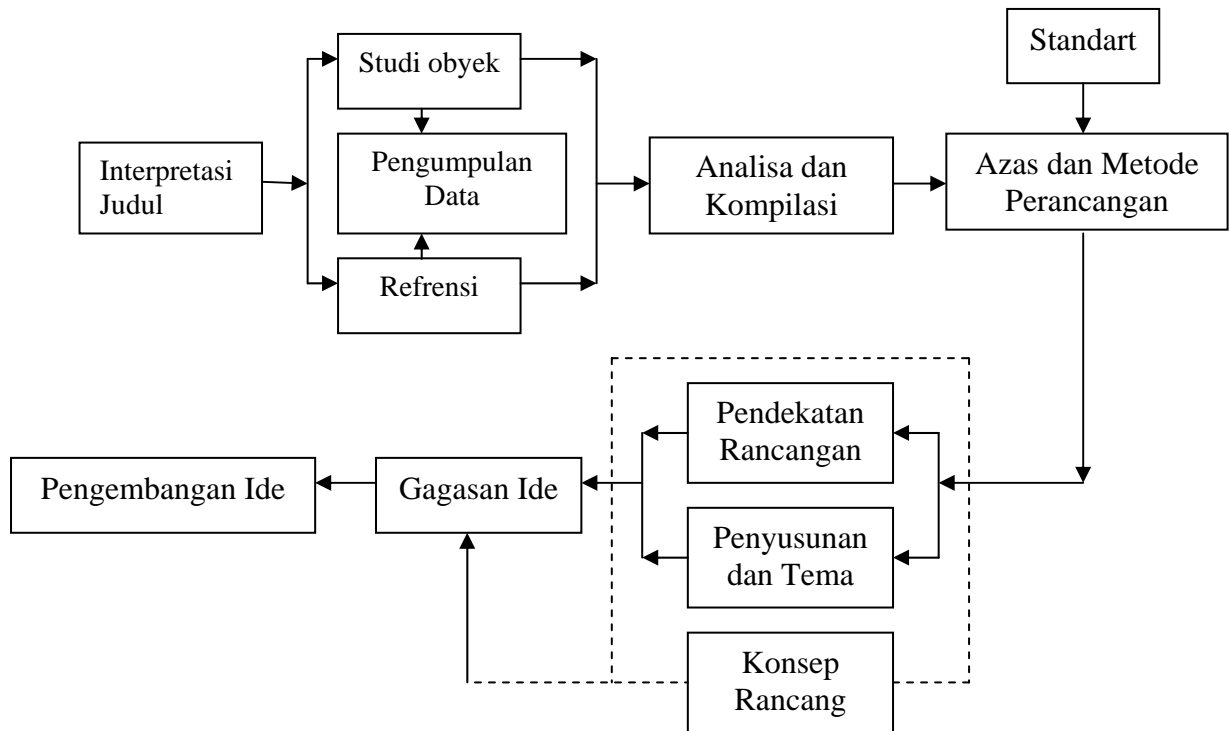 Standart
Studi obyek
Interpretasi
Judul
Pengumpulan
Data
Analisa dan
Kompilasi
Azas dan Metode
Perancangan
Refrensi
Pendekatan
Rancangan
Pengembangan Ide
Gagasan Ide
Penyusunan
dan Tema
Konsep
Rancang